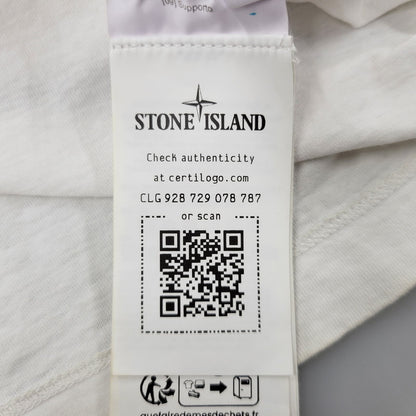 STONE ISLAND
Check authenticity
at certilogo.com
CLG 928 729 078 787
or scan
quefairedemesdechets.fr